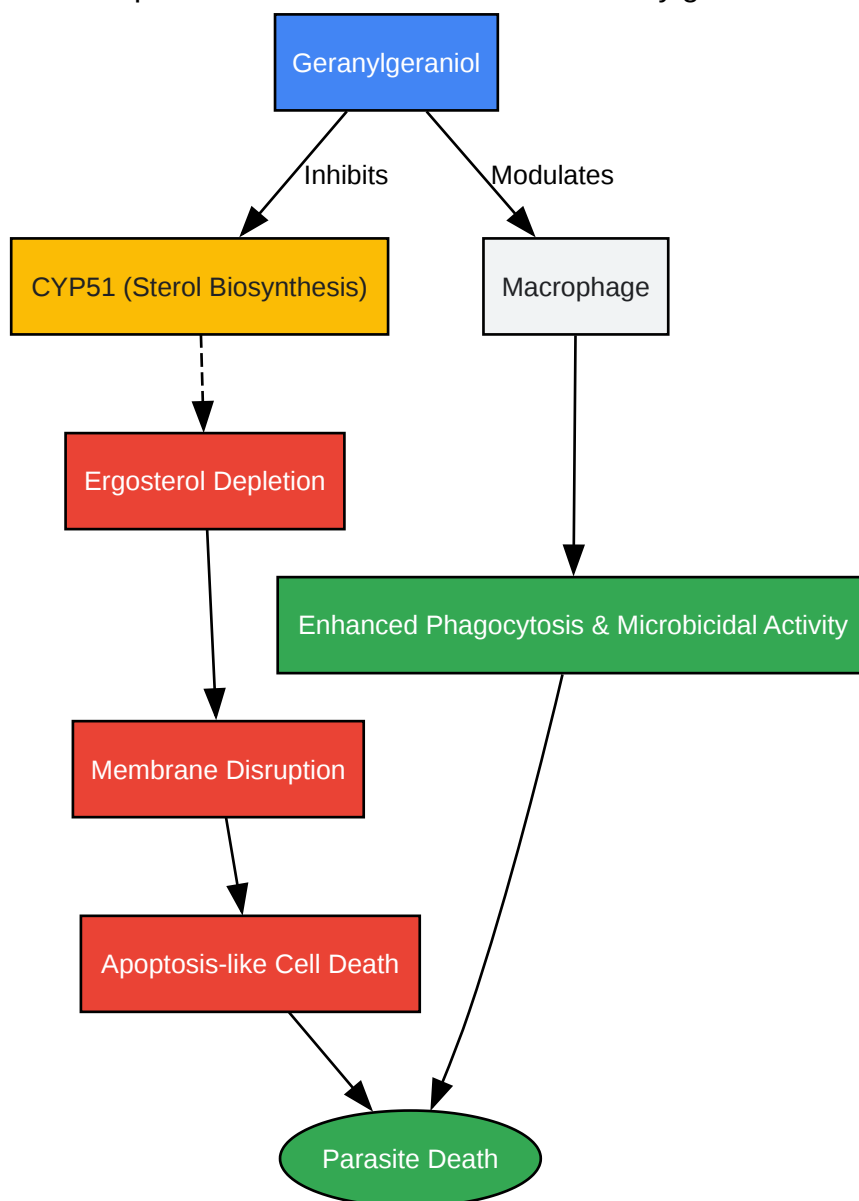 Geranylgeraniol
Inhibits
Modulates
CYP51 (Sterol Biosynthesis)
Macrophage
Ergosterol Depletion
Enhanced Phagocytosis & Microbicidal Activity
Membrane Disruption
Apoptosis-like Cell Death
Parasite Death